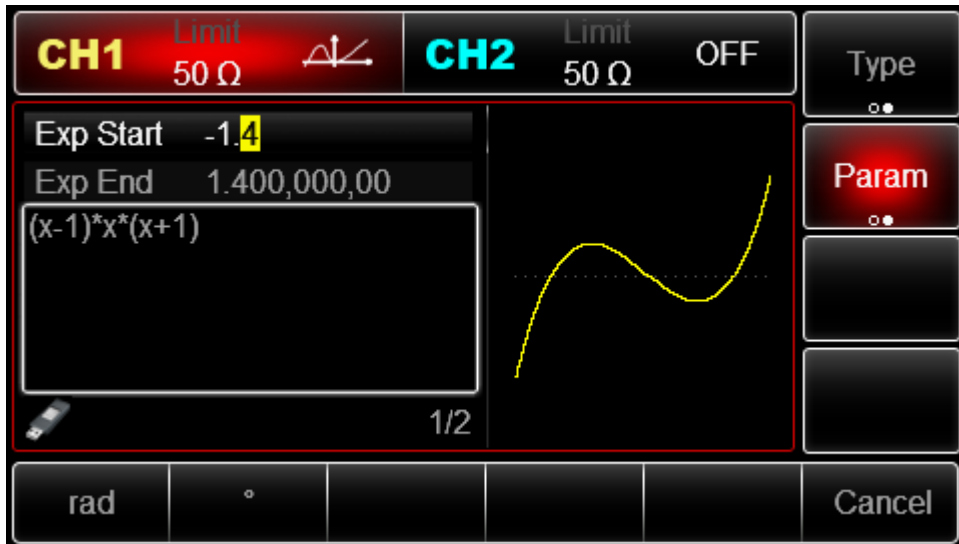 CH1 Limit 50 Ω
CH2 Limit 50 Ω OFF
Type
Exp Start -1.4
Exp End 1.400,000,00
Param
(x-1)*x*(x+1)
1/2
rad ° Cancel